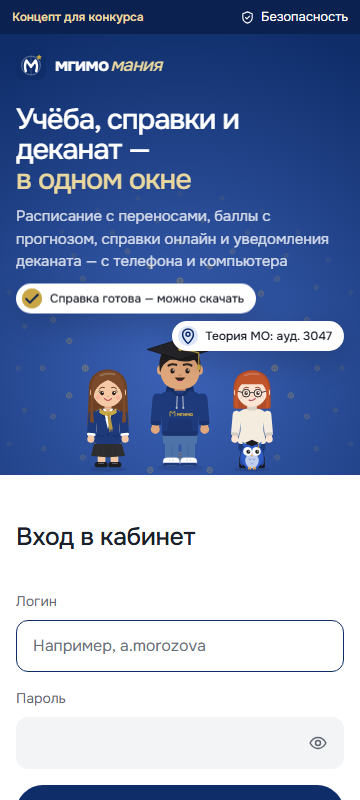 Концепт для конкурса
Безопасность
мгимо мания
Учёба, справки и
деканат —
в одном окне
Расписание с переносами, баллы с
прогнозом, справки онлайн и уведомления
деканата — с телефона и компьютера
Справка готова — можно скачать
Теория МО: ауд. 3047
МГИМО
Вход в кабинет
Логин
Например, a.morozova
Пароль